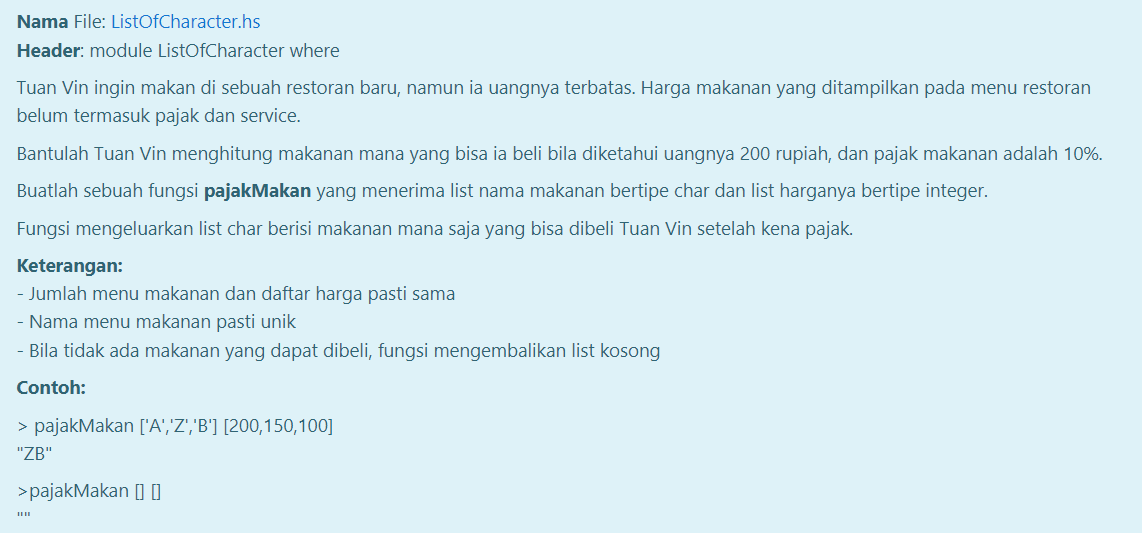 Nama File: ListOfCharacter.hs
Header: module ListOfCharacter where
Tuan Vin ingin makan di sebuah restoran baru, namun ia uangnya terbatas. Harga makanan yang ditampilkan pada menu restoran
belum termasuk pajak dan service.
Bantulah Tuan Vin menghitung makanan mana yang bisa ia beli bila diketahui uangnya 200 rupiah, dan pajak makanan adalah 10%.
Buatlah sebuah fungsi pajakMakan yang menerima list nama makanan bertipe char dan list harganya bertipe integer.
Fungsi mengeluarkan list char berisi makanan mana saja yang bisa dibeli Tuan Vin setelah kena pajak.
Keterangan:
- Jumlah menu makanan dan daftar harga pasti sama
- Nama menu makanan pasti unik
- Bila tidak ada makanan yang dapat dibeli, fungsi mengembalikan list kosong
Contoh:
> pajakMakan ['A','Z','B'] [200,150,100]
"ZB"
>pajakMakan [] []
""